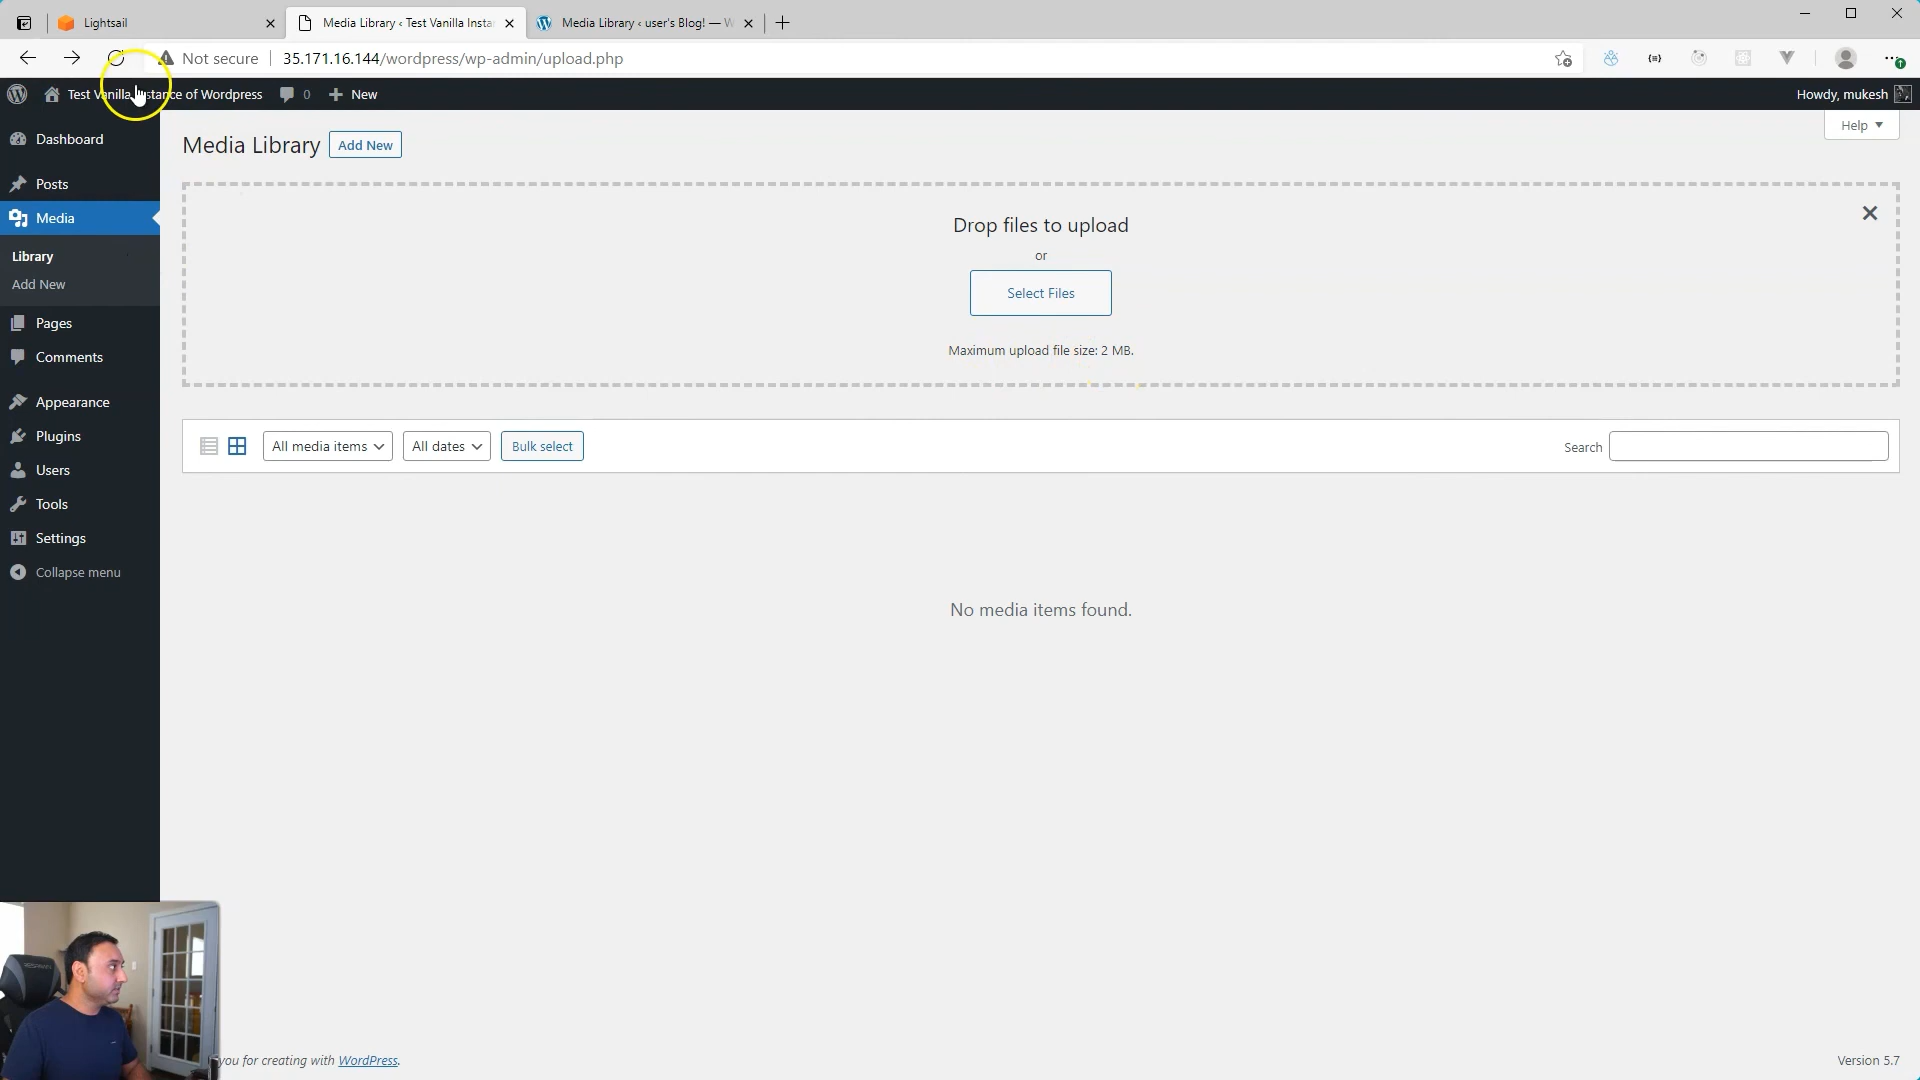 Lightsail
Media Library ‹ Test Vanilla Insta
Media Library ‹ user's Blog! — W
Not secure
35.171.16.144/wordpress/wp-admin/upload.php
Test Vanilla Instance of Wordpress
0
New
Howdy, mukesh
Dashboard
Posts
Media
Library
Add New
Pages
Comments
Appearance
Plugins
Users
Tools
Settings
Collapse menu
Media Library
Add New
Help
Drop files to upload
or
Select Files
Maximum upload file size: 2 MB.
All media items
All dates
Bulk select
Search
No media items found.
you for creating with WordPress.
Version 5.7